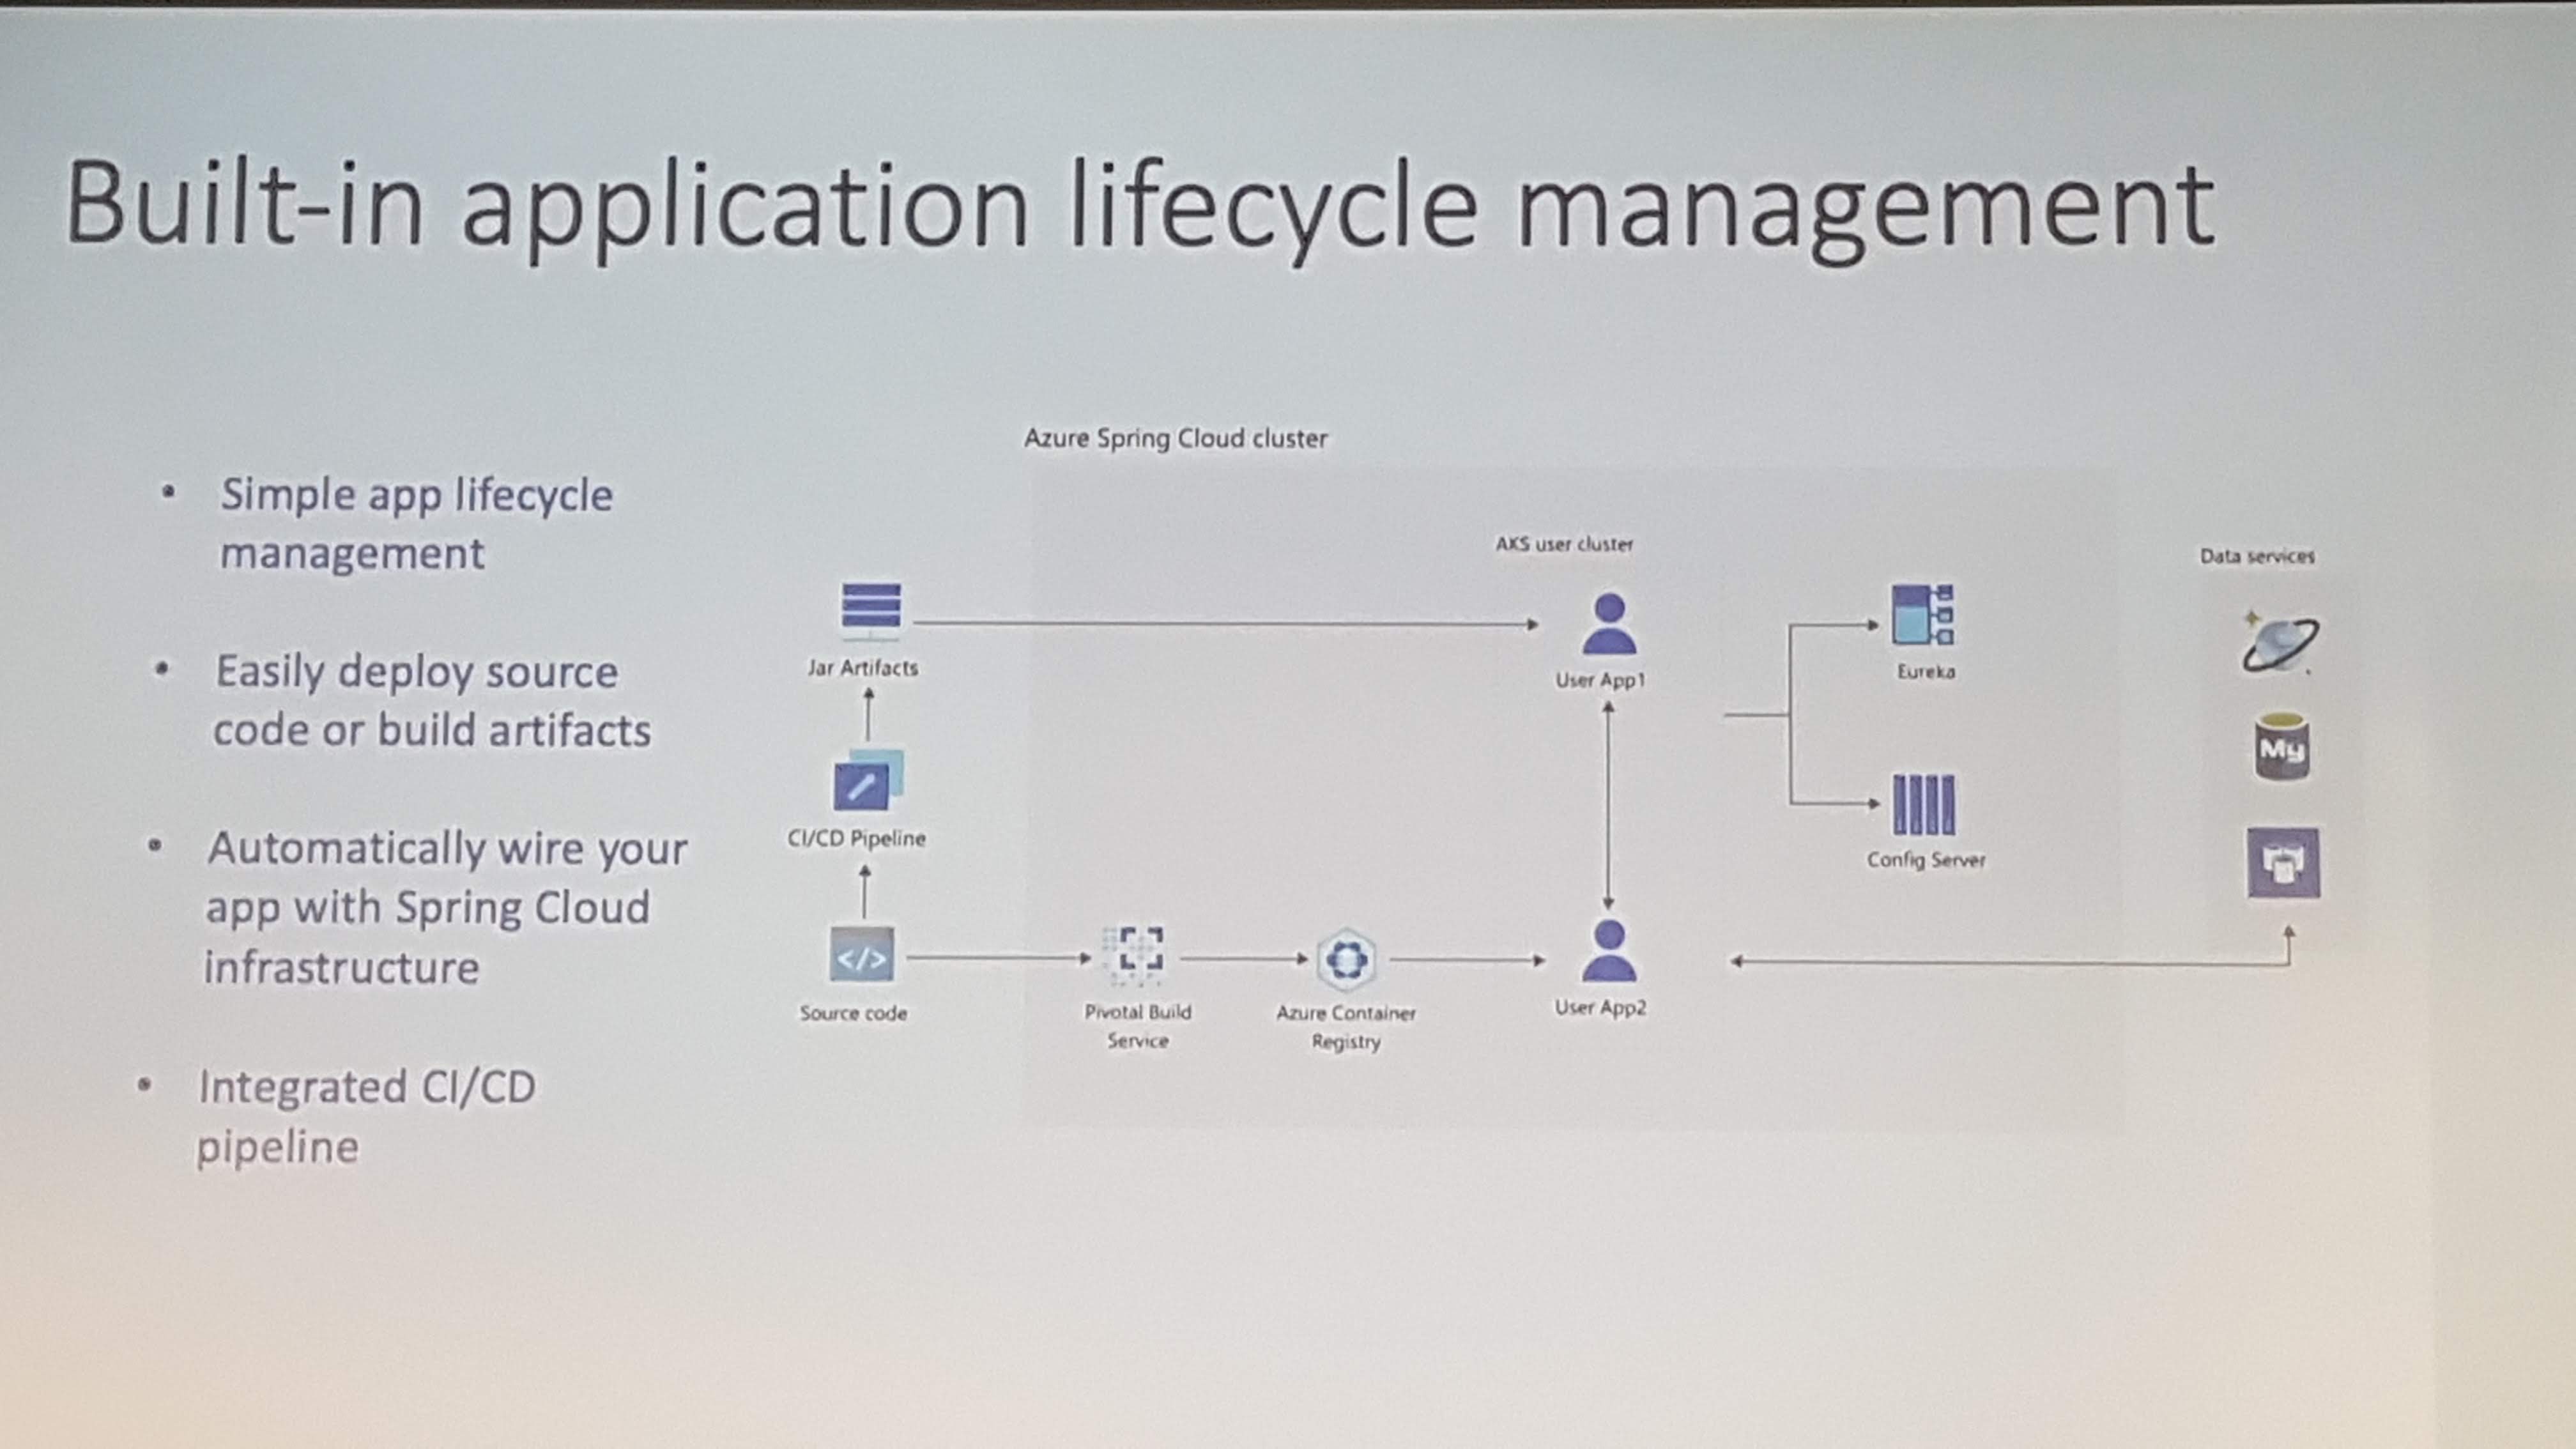 Built-in application lifecycle management
• Simple app lifecycle
management
• Easily deploy source
code or build artifacts
• Automatically wire your
app with Spring Cloud
infrastructure
• Integrated CI/CD
pipeline
Azure Spring Cloud cluster
AKS user cluster
Data services
Jar Artifacts
User App1
Eureka
My
CI/CD Pipeline
Config Server
</>
Source code
Pivotal Build
Service
Azure Container
Registry
User App2